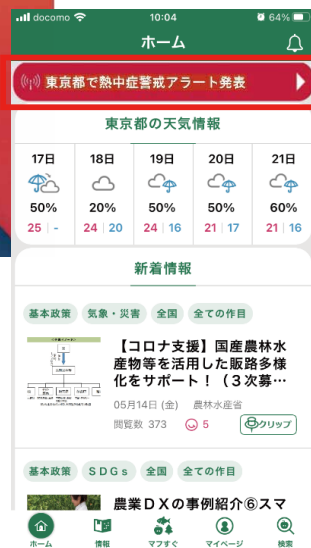 docomo 10:04 64%
ホーム
東京都で熱中症警戒アラート発表
東京都の天気情報
17日 18日 19日 20日 21日
50% 20% 50% 50% 60%
25 | - 24 | 20 24 | 16 21 | 17 21 | 16
新着情報
基本政策 気象・災害 全国 全ての作目
【コロナ支援】国産農林水
産物等を活用した販路多様
化をサポート！（３次募…
05月14日 (金) 農林水産省
閲覧数 373 5 クリップ
基本政策 ＳＤＧｓ 全国 全ての作目
農業ＤＸの事例紹介⑥スマ
ホーム 情報 マフすぐ マイページ 検索